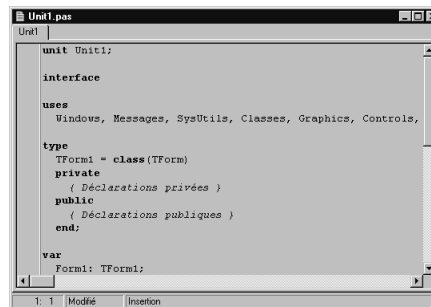 Unit1.pas
Unit1
unit Unit1;
interface
uses
Windows, Messages, SysUtils, Classes, Graphics, Controls,
type
TForm1 = class(TForm)
private
{ Déclarations privées }
public
{ Déclarations publiques }
end;
var
Form1: TForm1;
1: 1 Modifié Insertion